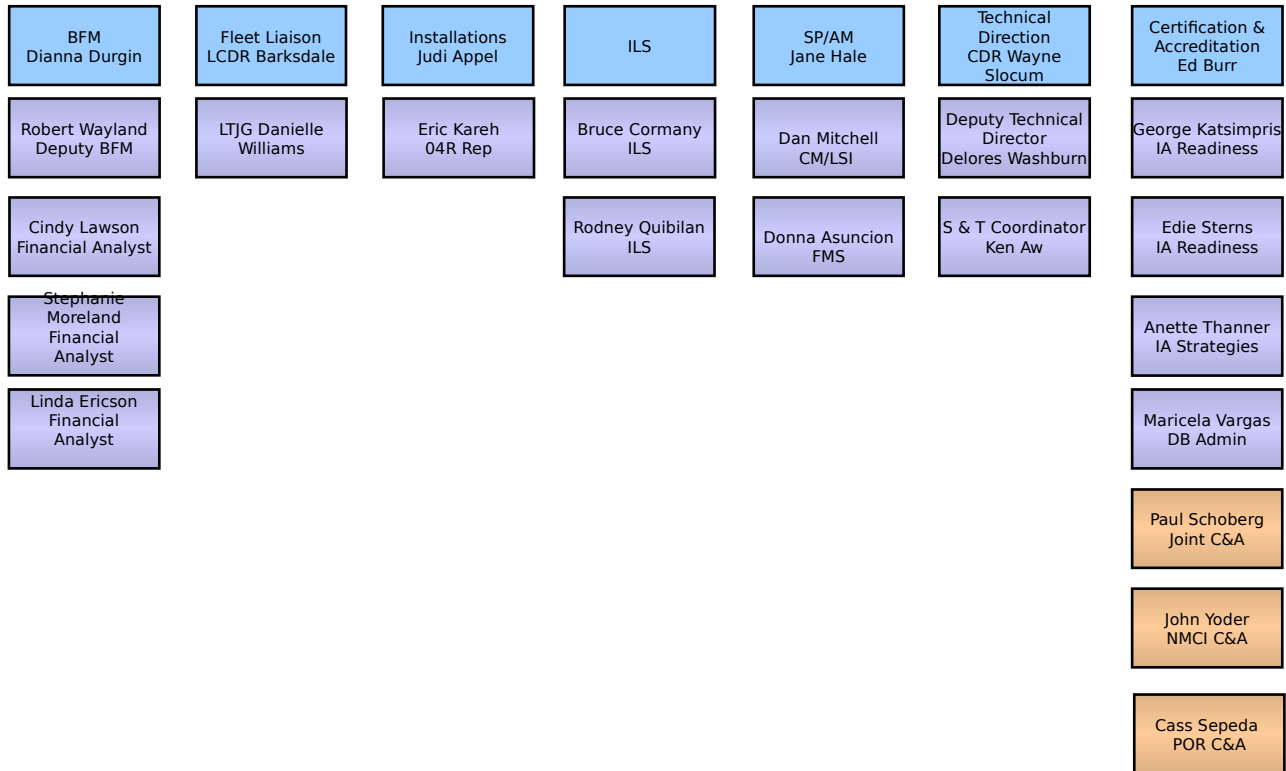 BFM
Dianna Durgin
Fleet Liaison
LCDR Barksdale
Installations
Judi Appel
ILS
SP/AM
Jane Hale
Technical
Direction
CDR Wayne
Slocum
Certification &
Accreditation
Ed Burr
Robert Wayland
Deputy BFM
LTJG Danielle
Williams
Eric Kareh
04R Rep
Bruce Cormany
ILS
Dan Mitchell
CM/LSI
Deputy Technical
Director
Delores Washburn
George Katsimpris
IA Readiness
Cindy Lawson
Financial Analyst
Rodney Quibilan
ILS
Donna Asuncion
FMS
S & T Coordinator
Ken Aw
Edie Sterns
IA Readiness
Stephanie
Moreland
Financial
Analyst
Anette Thanner
IA Strategies
Linda Ericson
Financial
Analyst
Maricela Vargas
DB Admin
Paul Schoberg
Joint C&A
John Yoder
NMCI C&A
Cass Sepeda
POR C&A